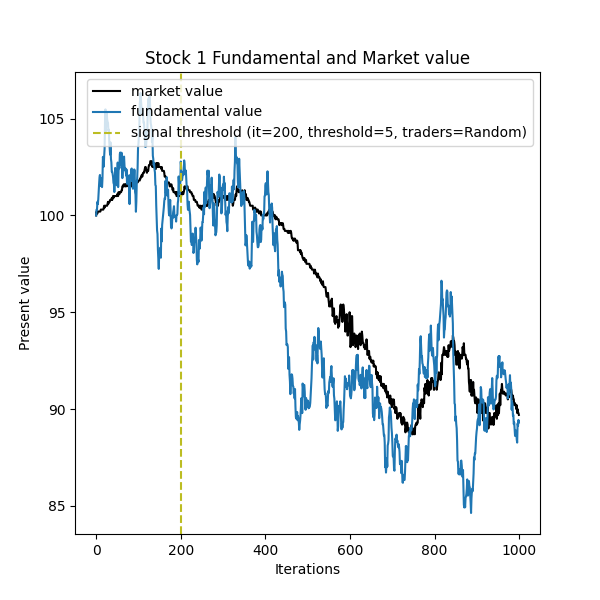 Stock 1 Fundamental and Market value
market value
fundamental value
signal threshold (it=200, threshold=5, traders=Random)
105
100
95
90
85
Present value
0 200 400 600 800 1000
Iterations